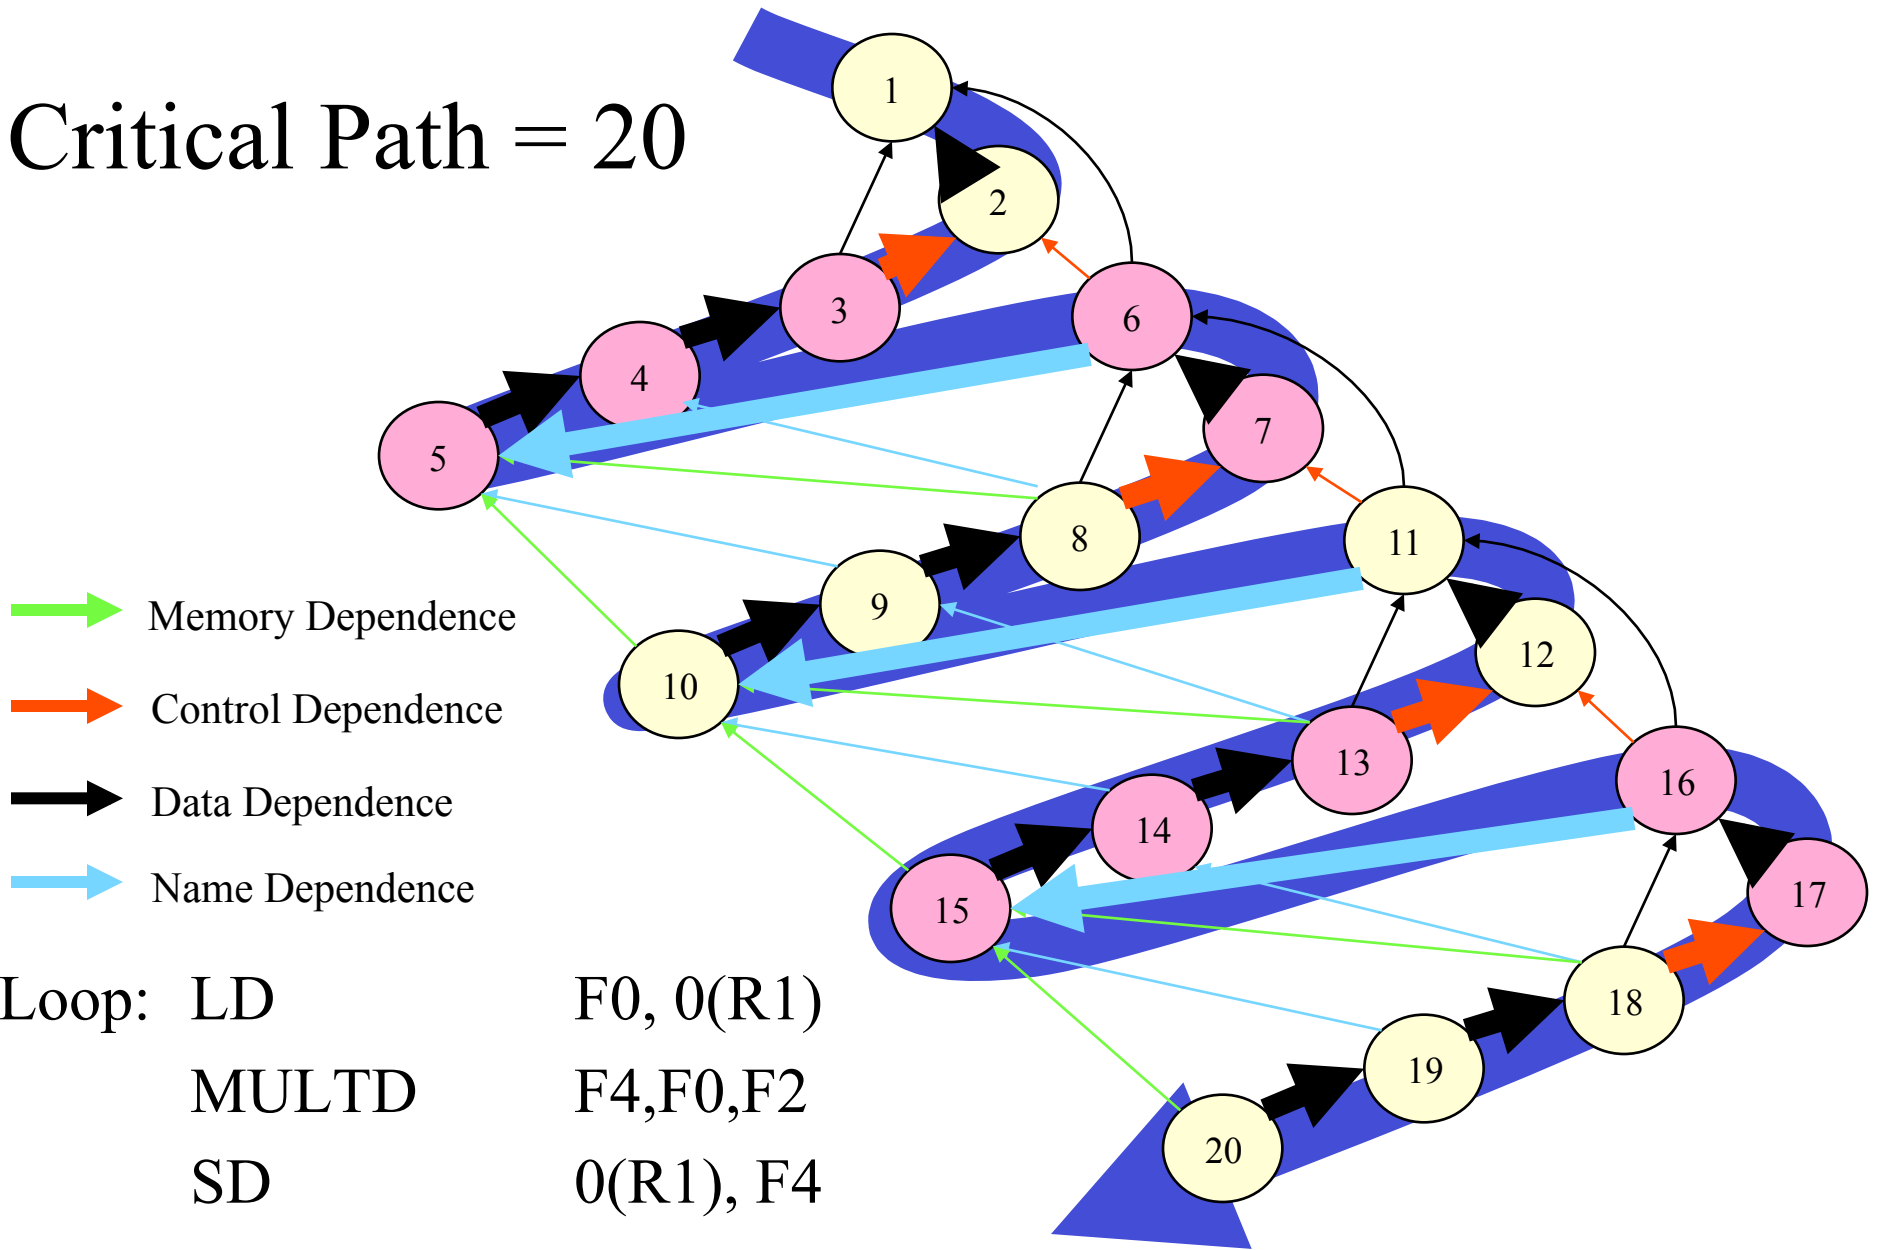 Critical Path = 20
1
2
3
4
5
6
7
8
9
10
11
12
13
14
15
16
17
18
19
20
Memory Dependence
Control Dependence
Data Dependence
Name Dependence
Loop: LD F0, 0(R1)
MULTD F4,F0,F2
SD 0(R1), F4